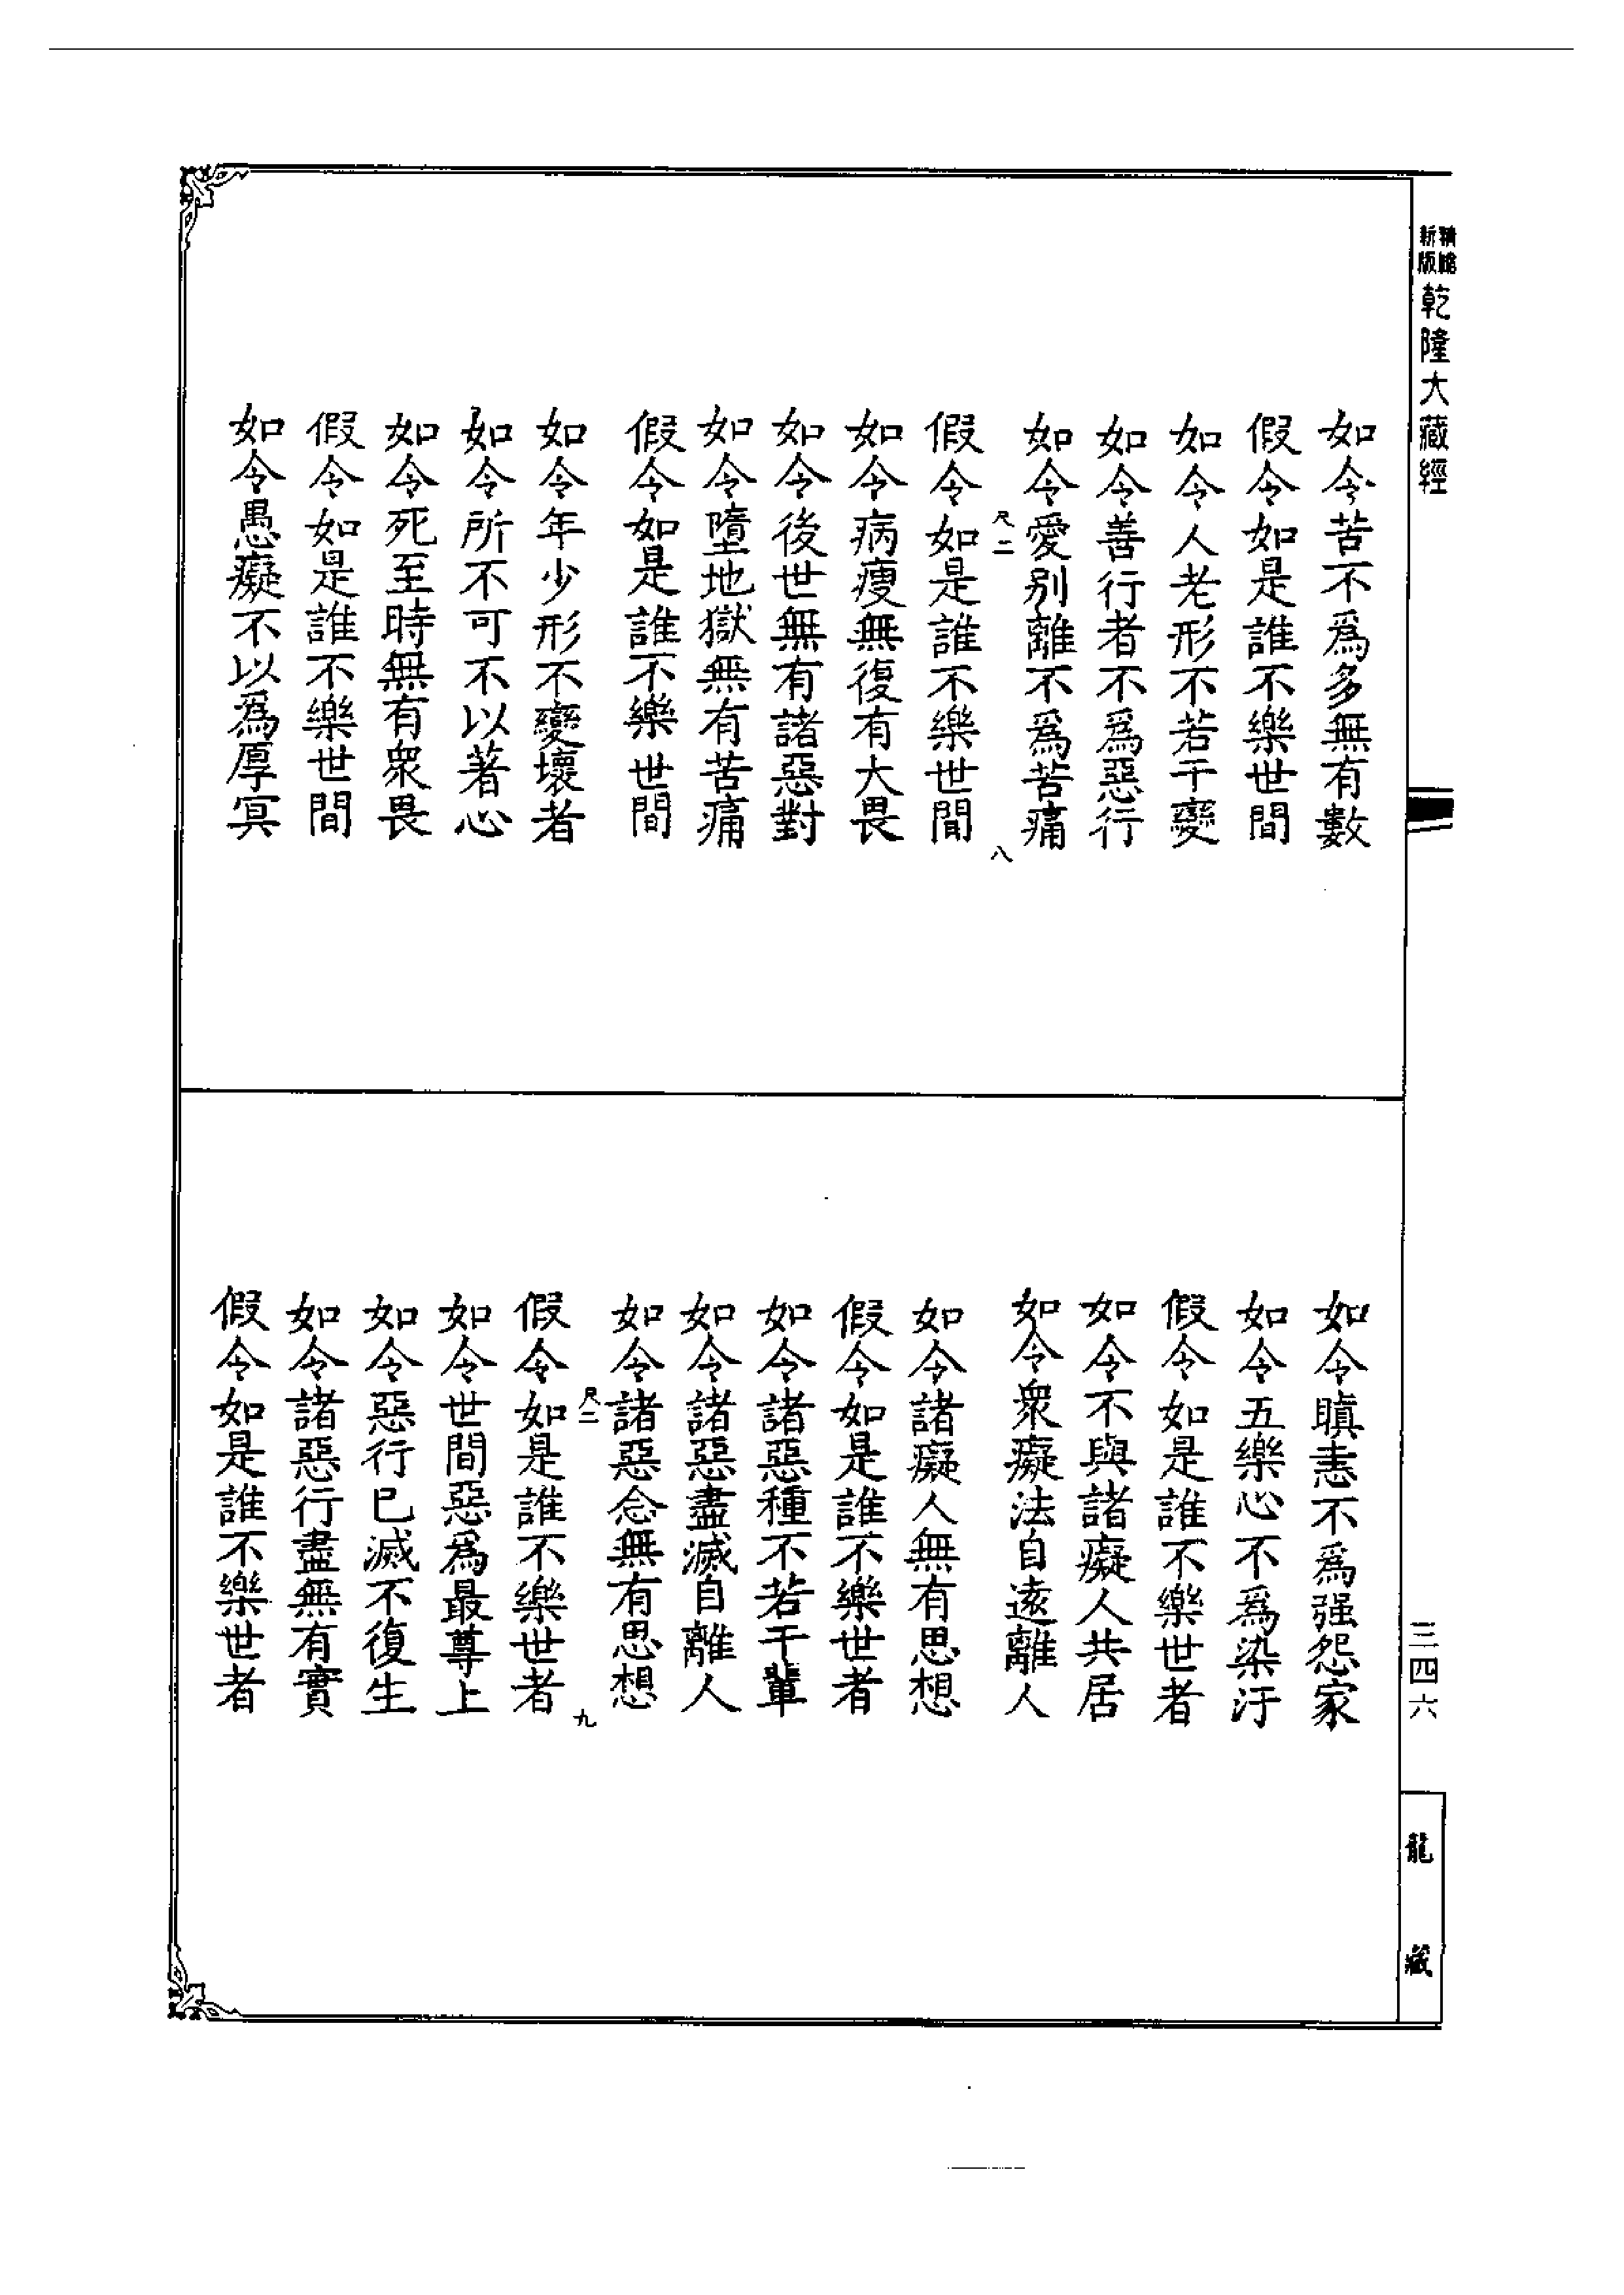 精繪
新版
乾隆大藏經
如令苦不爲多無有數
假令如是誰不樂世間
如令人老形不若干變
如令善行者不爲惡行
如令愛别離不爲苦痛
尺二
八
假令如是誰不樂世間
如令病瘦無復有大畏
如令後世無有諸惡對
如令墮地獄無有苦痛
假令如是誰不樂世間
如令年少形不變壞者
如令所不可不以著心
如令死至時無有衆畏
假令如是誰不樂世間
如令愚癡不以爲厚冥
如令瞋恚不爲强怨家
如令五樂心不爲染汙
假令如是誰不樂世者
如令不與諸癡人共居
如令衆癡法自遠離人
如令諸癡人無有思想
假令如是誰不樂世者
如令諸惡種不若干輩
如令諸惡盡滅自離人
如令諸惡念無有思想
尺二
九
假令如是誰不樂世者
如令世間惡爲最尊上
如令惡行已滅不復生
如令諸惡行盡無有實
假令如是誰不樂世者
三四六
龍藏